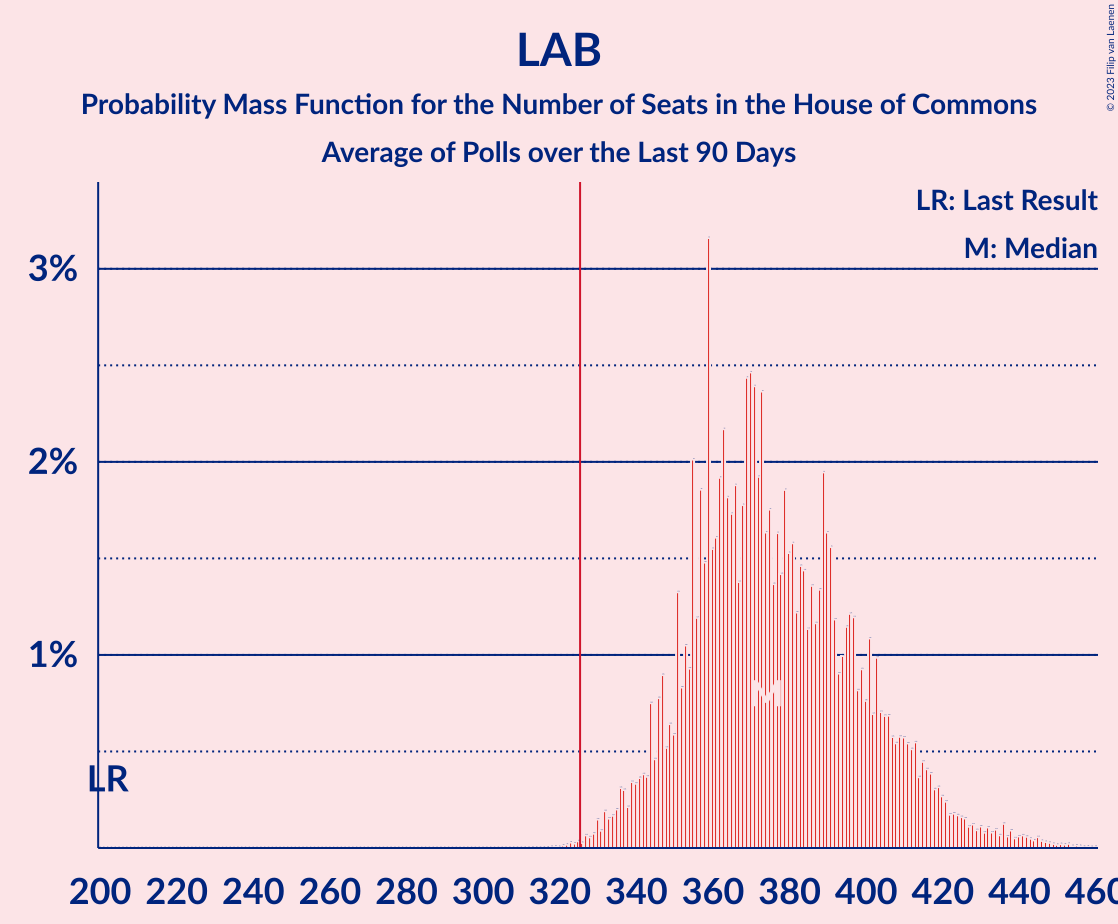 LAB
Probability Mass Function for the Number of Seats in the House of Commons
Average of Polls over the Last 90 Days
© 2023 Filip van Laenen
LR: Last Result
M: Median
3%
2%
1%
LR
M
200 220 240 260 280 300 320 340 360 380 400 420 440 460